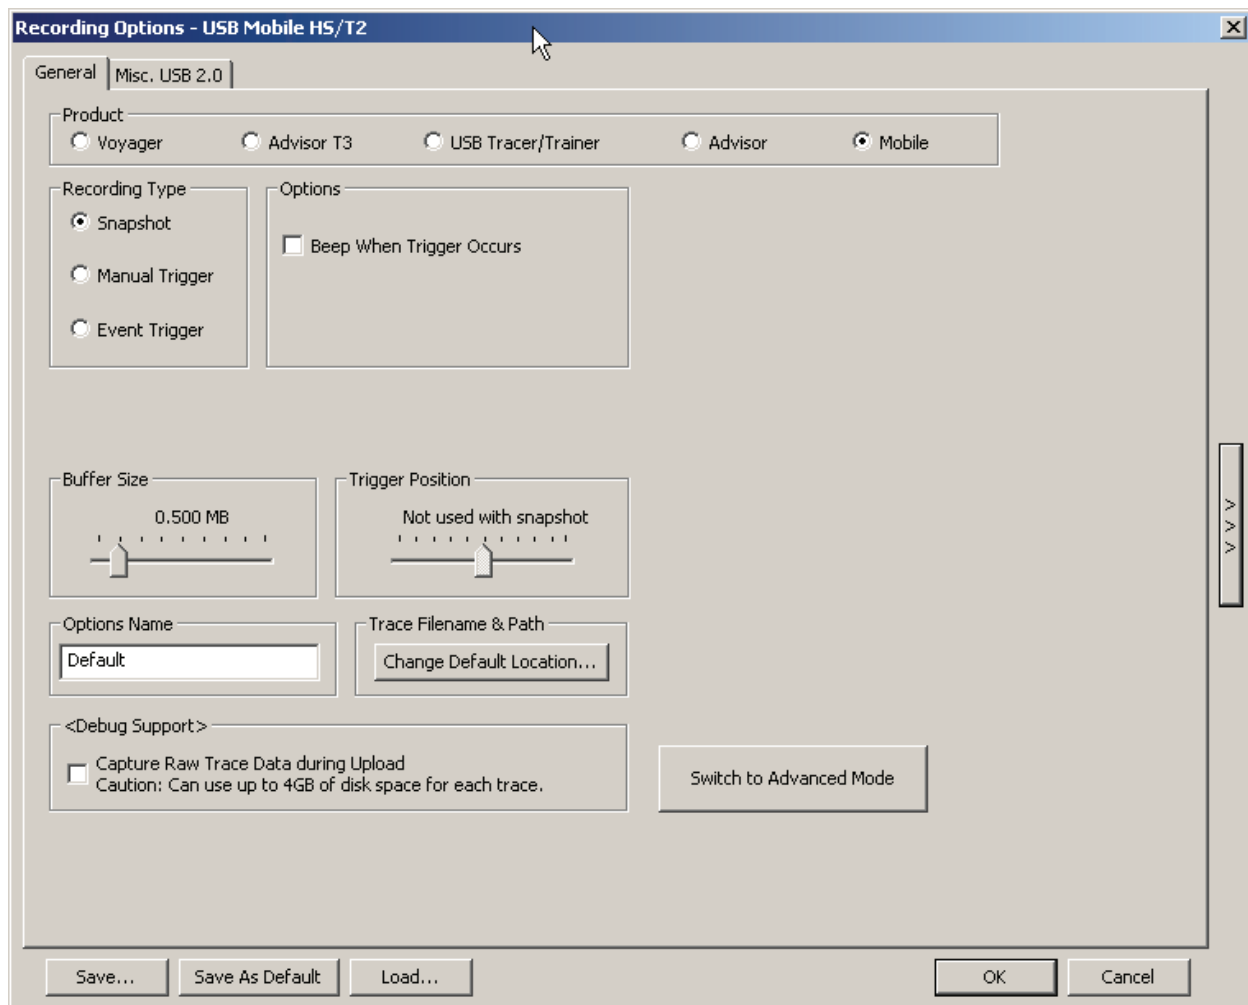 Recording Options - USB Mobile HS/T2
General
Misc. USB 2.0
Product
Voyager
Advisor T3
USB Tracer/Trainer
Advisor
Mobile
Recording Type
Snapshot
Manual Trigger
Event Trigger
Options
Beep When Trigger Occurs
Buffer Size
0.500 MB
Trigger Position
Not used with snapshot
Options Name
Default
Trace Filename & Path
Change Default Location...
<Debug Support>
Capture Raw Trace Data during Upload
Caution: Can use up to 4GB of disk space for each trace.
Switch to Advanced Mode
>>>
Save...
Save As Default
Load...
OK
Cancel